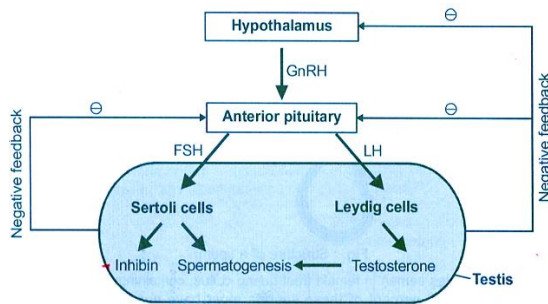 Hypothalamus
⊖
GnRH
⊖
⊖
Anterior pituitary
Negative feedback
Negative feedback
FSH
LH
Sertoli cells
Leydig cells
Inhibin
Spermatogenesis
Testosterone
Testis